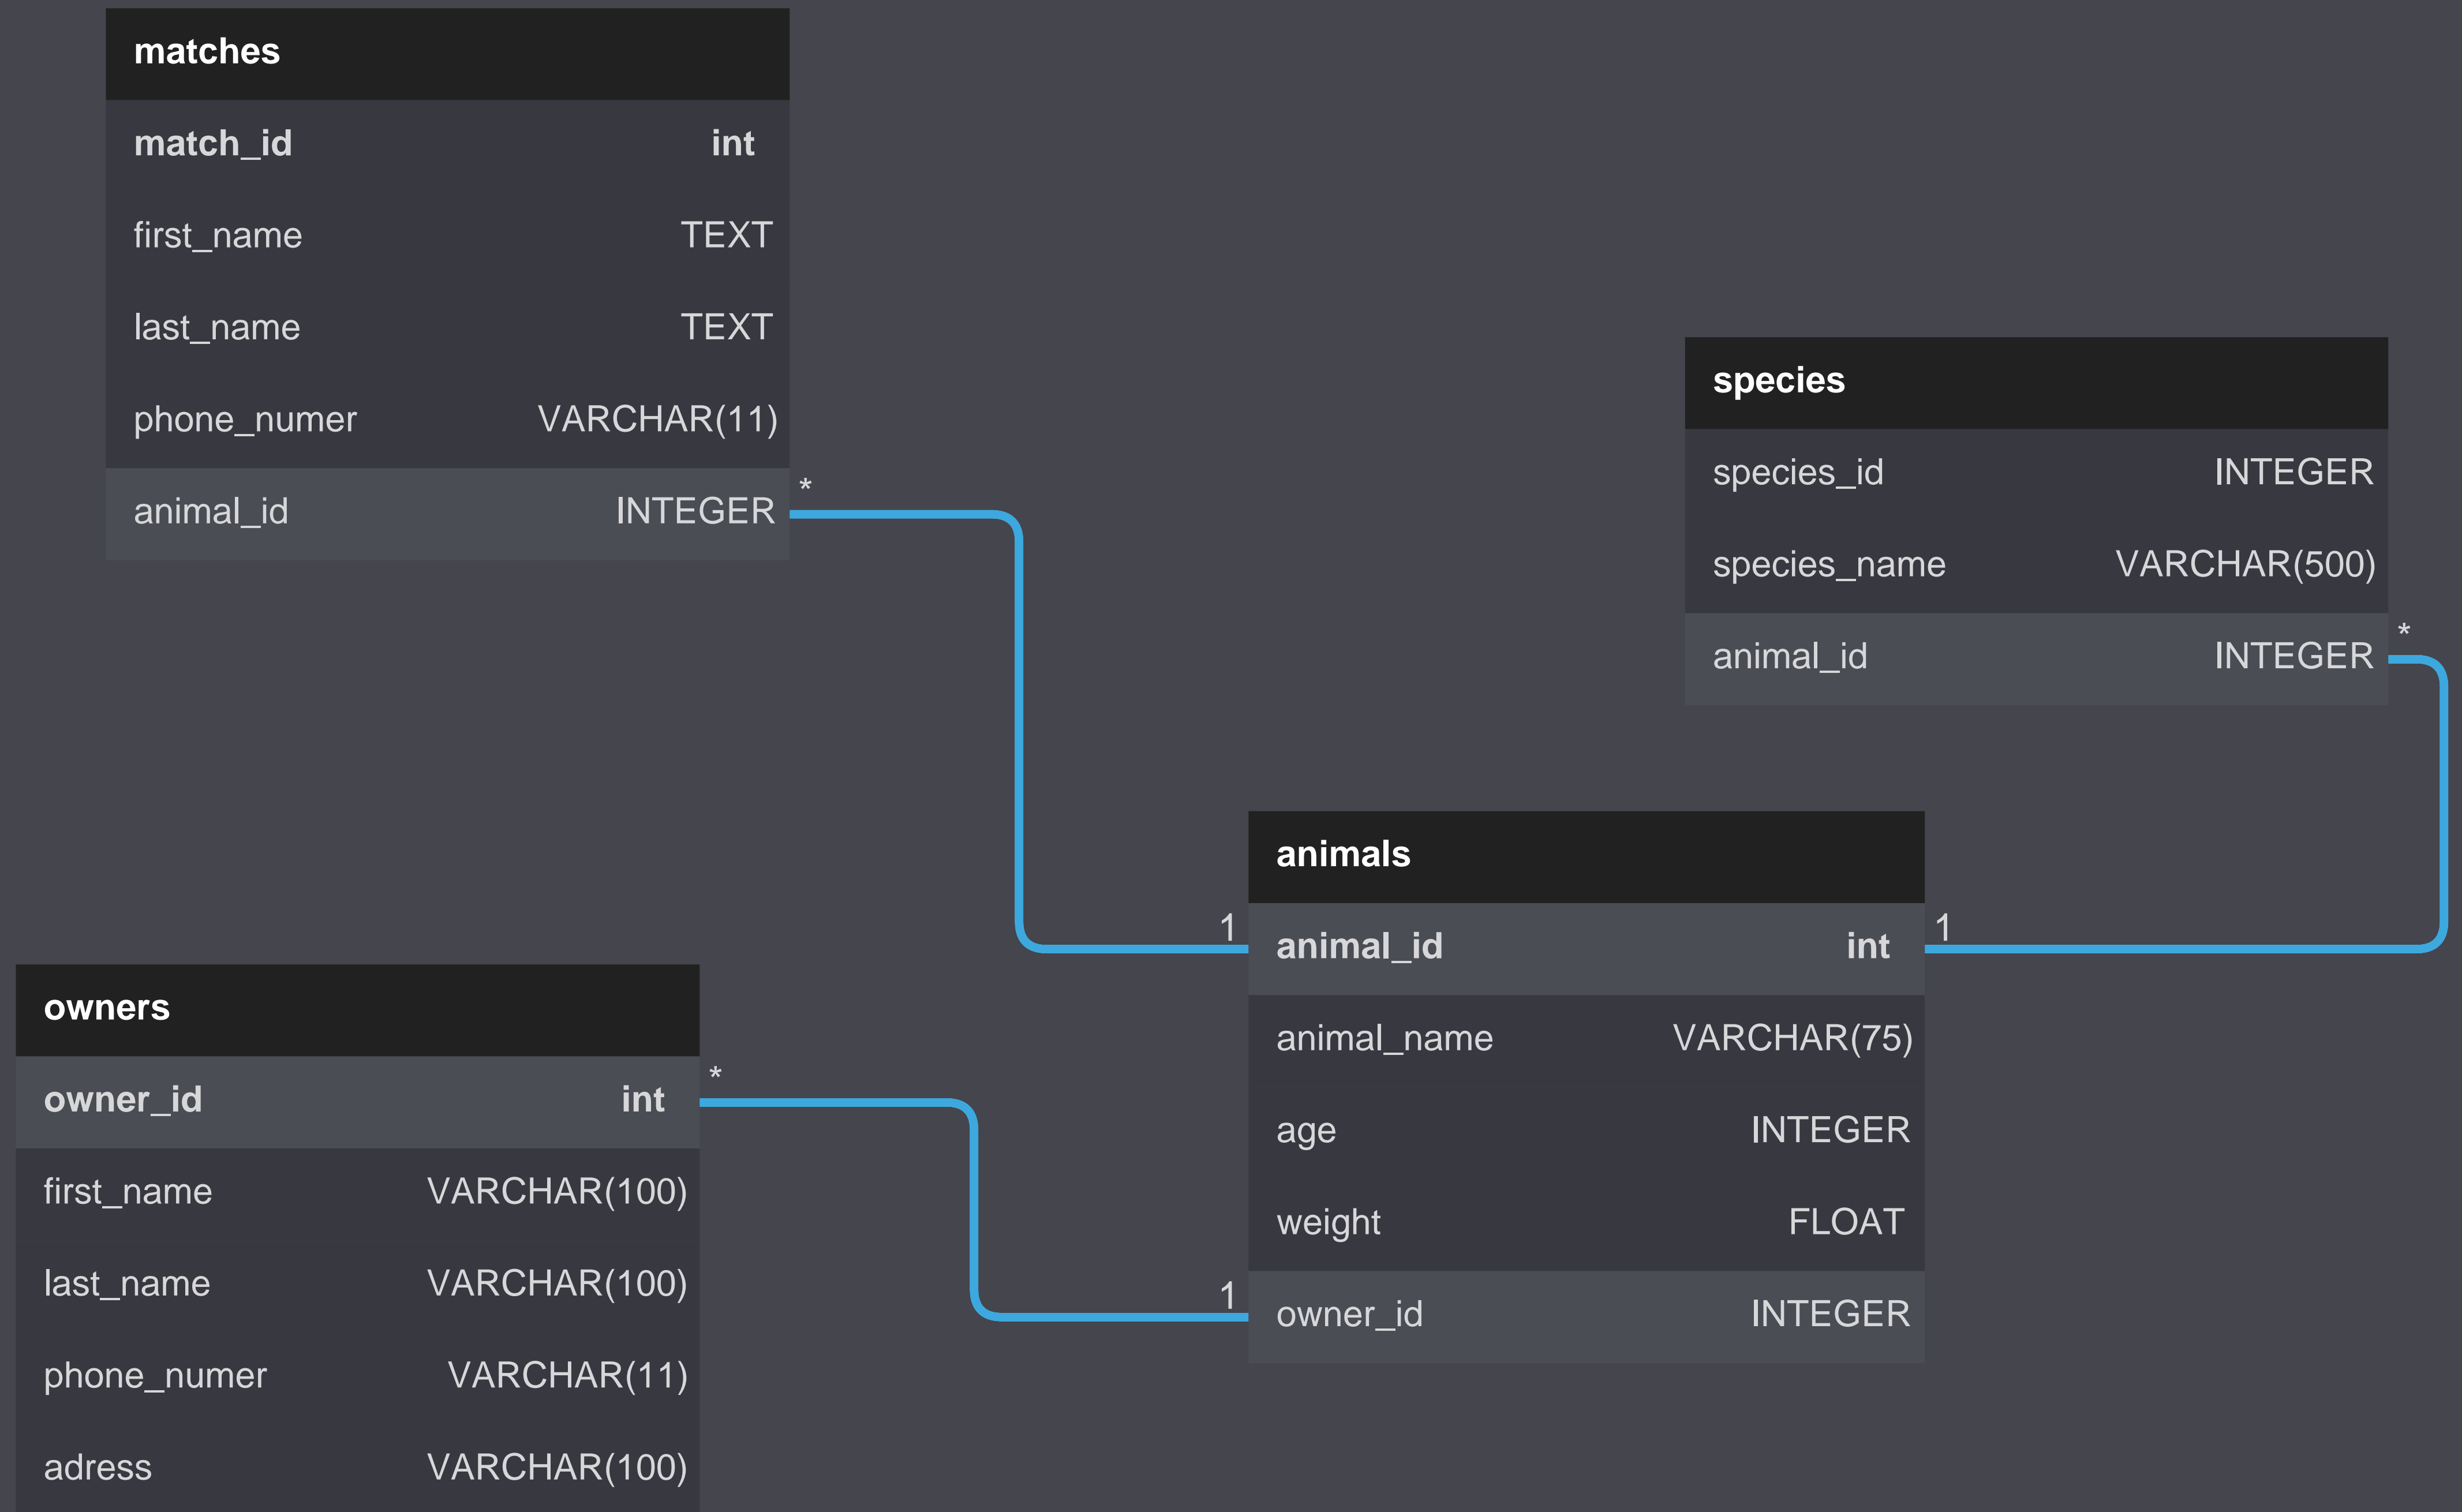 matches
match_id int
first_name TEXT
last_name TEXT
phone_numer VARCHAR(11)
animal_id INTEGER *
species
species_id INTEGER
species_name VARCHAR(500)
animal_id INTEGER *
animals
1 animal_id int 1
animal_name VARCHAR(75)
age INTEGER
weight FLOAT
1 owner_id INTEGER
owners
owner_id int *
first_name VARCHAR(100)
last_name VARCHAR(100)
phone_numer VARCHAR(11)
adress VARCHAR(100)